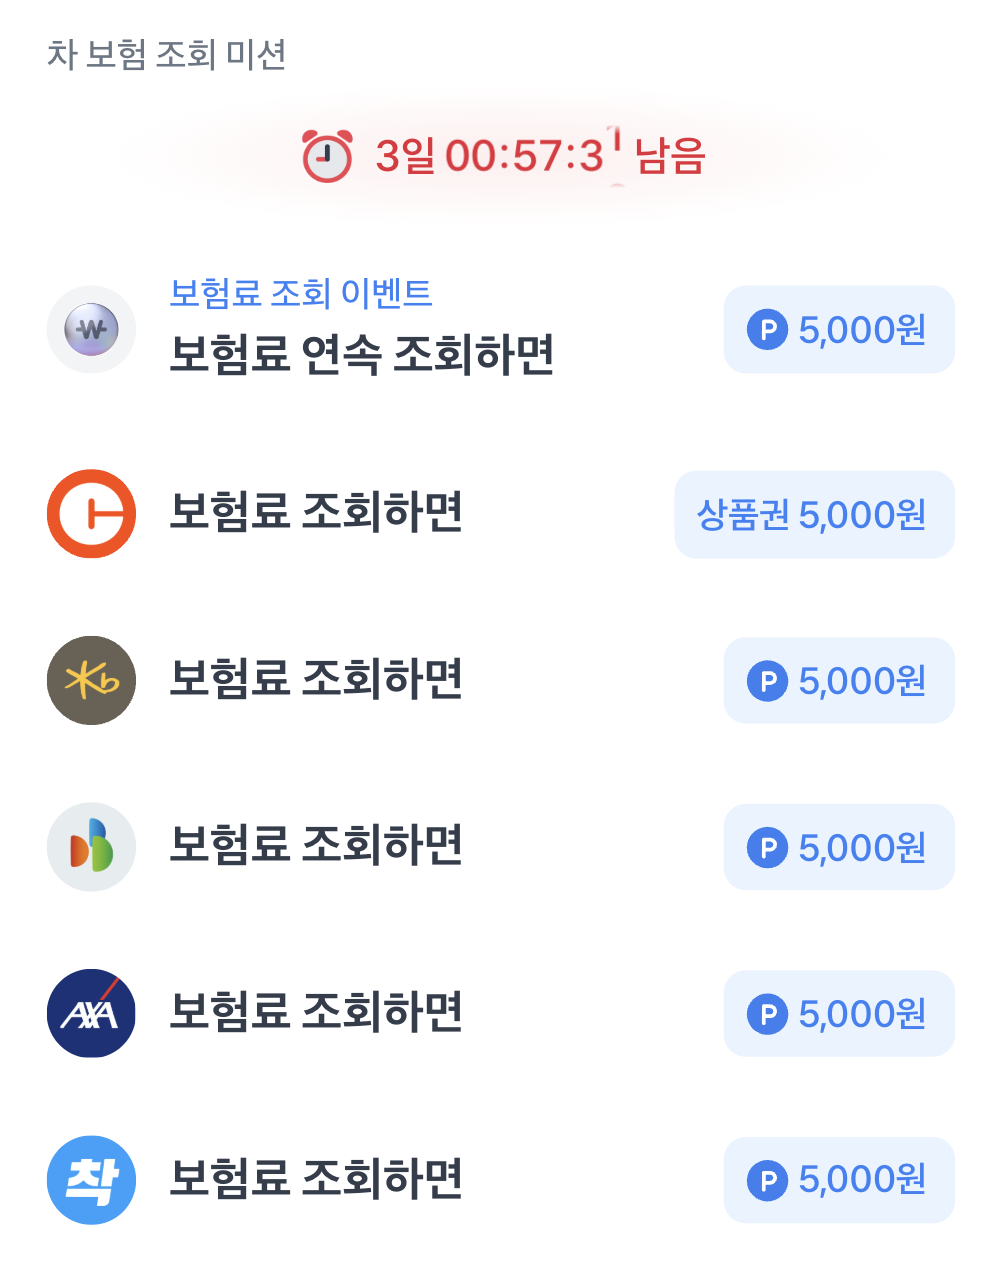 차 보험 조회 미션
3일 00:57:31 남음
보험료 조회 이벤트
보험료 연속 조회하면
P 5,000원
보험료 조회하면
상품권 5,000원
Kb
보험료 조회하면
P 5,000원
보험료 조회하면
P 5,000원
AXA
보험료 조회하면
P 5,000원
착
보험료 조회하면
P 5,000원